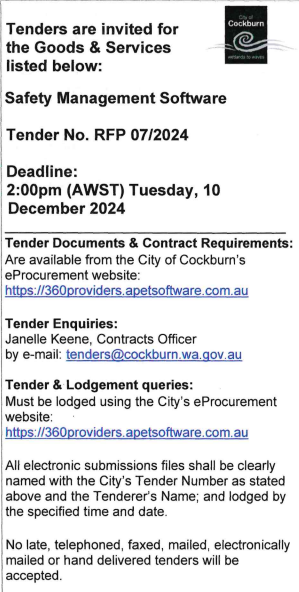 Tenders are invited for
the Goods & Services
listed below:
City of
Cockburn
wetlands to waves
Safety Management Software
Tender No. RFP 07/2024
Deadline:
2:00pm (AWST) Tuesday, 10
December 2024
Tender Documents & Contract Requirements:
Are available from the City of Cockburn's
eProcurement website:
https://360providers.apetsoftware.com.au
Tender Enquiries:
Janelle Keene, Contracts Officer
by e-mail: tenders@cockburn.wa.gov.au
Tender & Lodgement queries:
Must be lodged using the City's eProcurement
website:
https://360providers.apetsoftware.com.au
All electronic submissions files shall be clearly
named with the City's Tender Number as stated
above and the Tenderer's Name; and lodged by
the specified time and date.
No late, telephoned, faxed, mailed, electronically
mailed or hand delivered tenders will be
accepted.